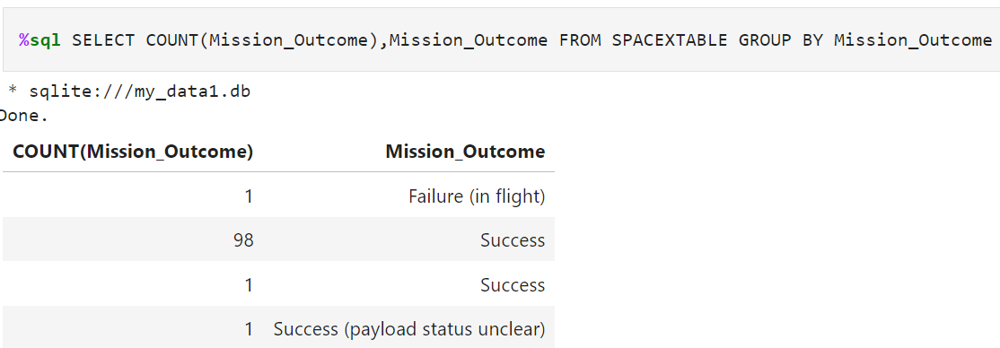 %sql SELECT COUNT(Mission_Outcome),Mission_Outcome FROM SPACEXTABLE GROUP BY Mission_Outcome
* sqlite:///my_data1.db
Done.
COUNT(Mission_Outcome) Mission_Outcome
1 Failure (in flight)
98 Success
1 Success
1 Success (payload status unclear)